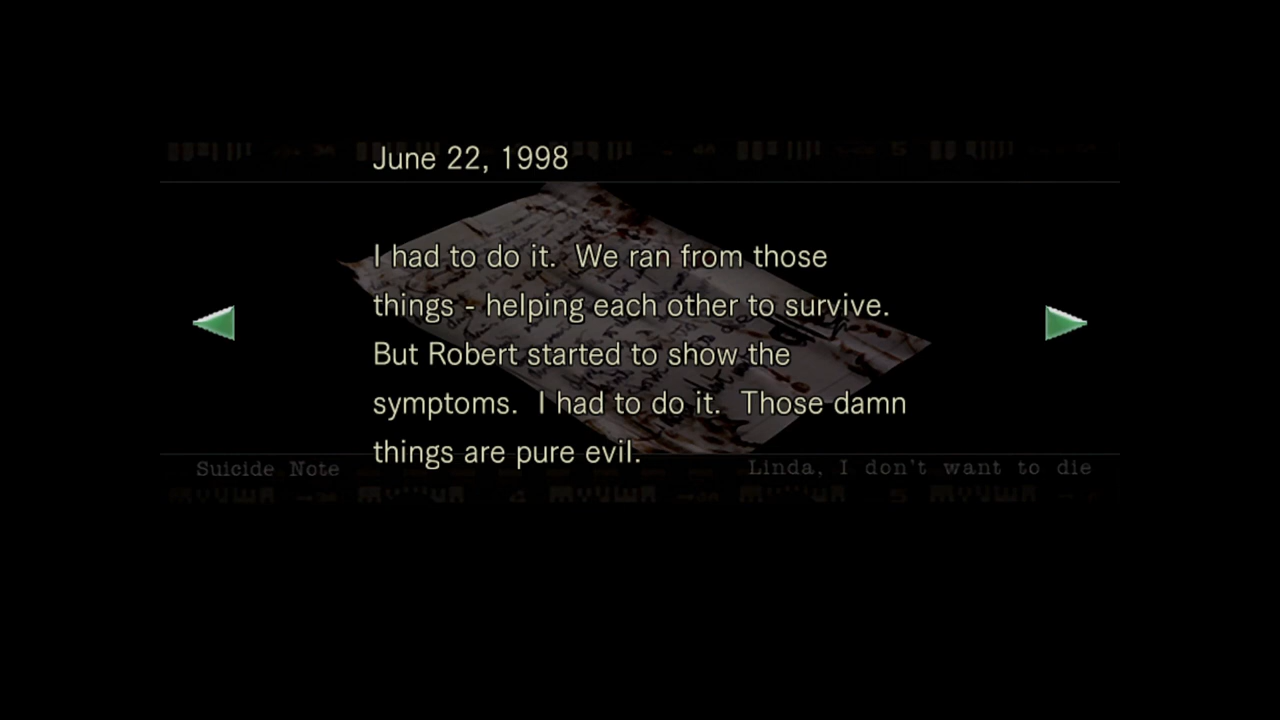 June 22, 1998
I had to do it.  We ran from those
things - helping each other to survive.
But Robert started to show the
symptoms.  I had to do it.  Those damn
things are pure evil.
Suicide Note
Linda, I don't want to die